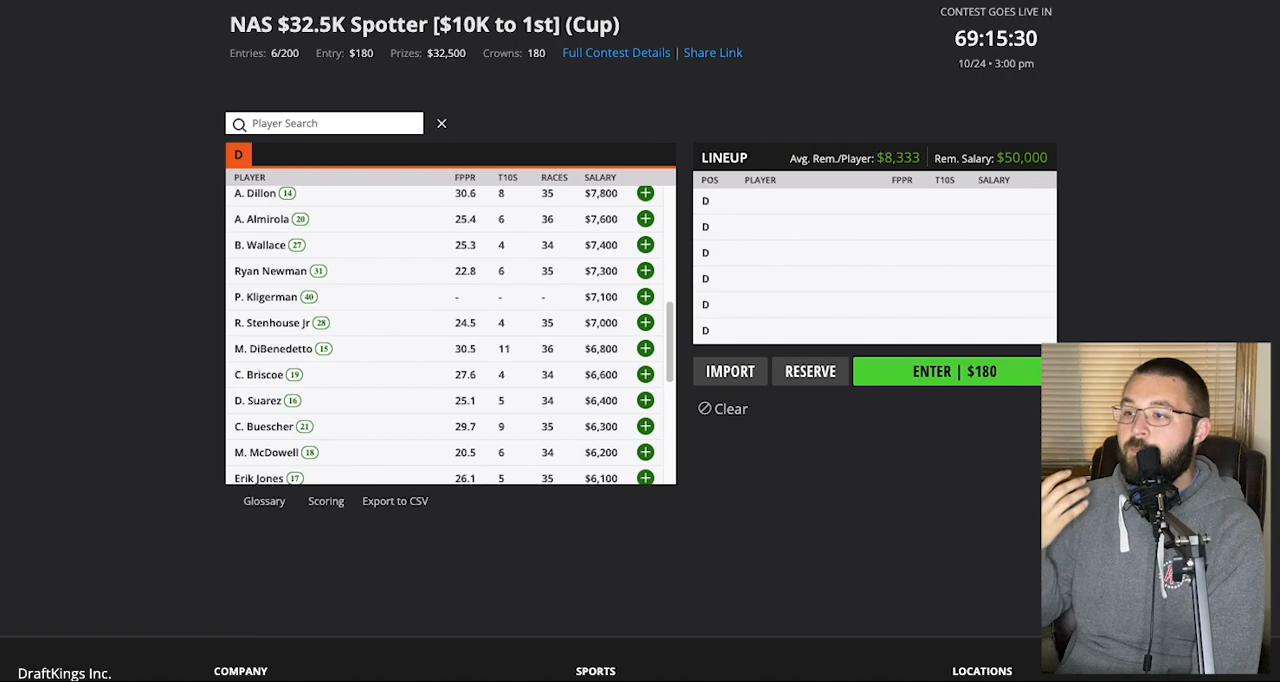 NAS $32.5K Spotter [$10K to 1st] (Cup)
Entries: 6/200 Entry: $180 Prizes: $32,500 Crowns: 180 Full Contest Details | Share Link
CONTEST GOES LIVE IN
69:15:30
10/24 • 3:00 pm
Player Search
D
PLAYER FPPR T10S RACES SALARY
A. Dillon 14 30.6 8 35 $7,800
A. Almirola 20 25.4 6 36 $7,600
B. Wallace 27 25.3 4 34 $7,400
Ryan Newman 31 22.8 6 35 $7,300
P. Kligerman 40 - - - $7,100
R. Stenhouse Jr 28 24.5 4 35 $7,000
M. DiBenedetto 15 30.5 11 36 $6,800
C. Briscoe 19 27.6 4 34 $6,600
D. Suarez 16 25.1 5 34 $6,400
C. Buescher 21 29.7 9 35 $6,300
M. McDowell 18 20.5 6 34 $6,200
Erik Jones 17 26.1 5 35 $6,100
Glossary Scoring Export to CSV
LINEUP Avg. Rem./Player: $8,333 Rem. Salary: $50,000
POS PLAYER FPPR T10S SALARY
D
D
D
D
D
D
IMPORT RESERVE ENTER | $180
Clear
DraftKings Inc. COMPANY SPORTS LOCATIONS